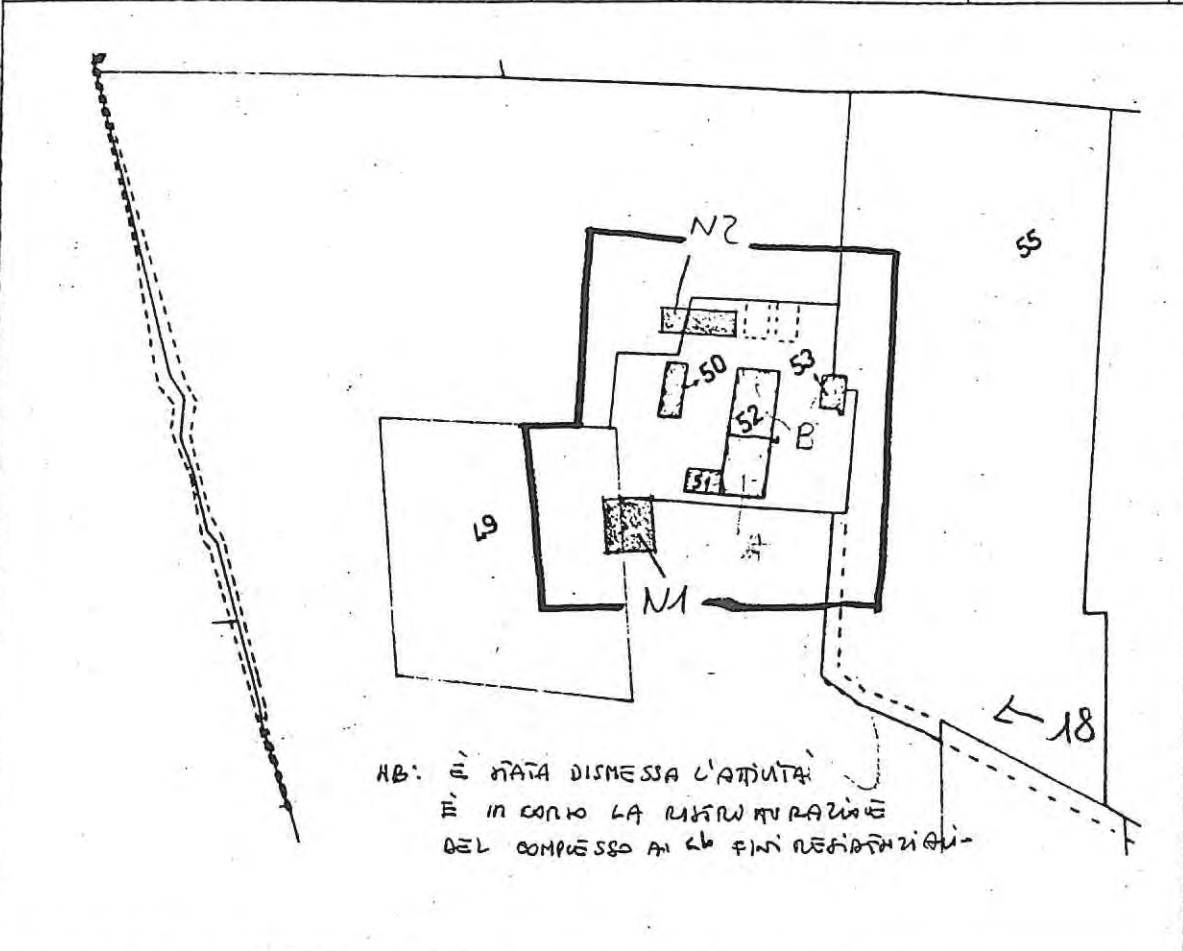 N2
55
50
53
52
B
51
49
N1
← 18
NB: È STATA DISMESSA L'ATTIVITÀ
È IN CORSO LA RISTRUTTURAZIONE
DEL COMPLESSO AI FINI RESIDENZIALI-